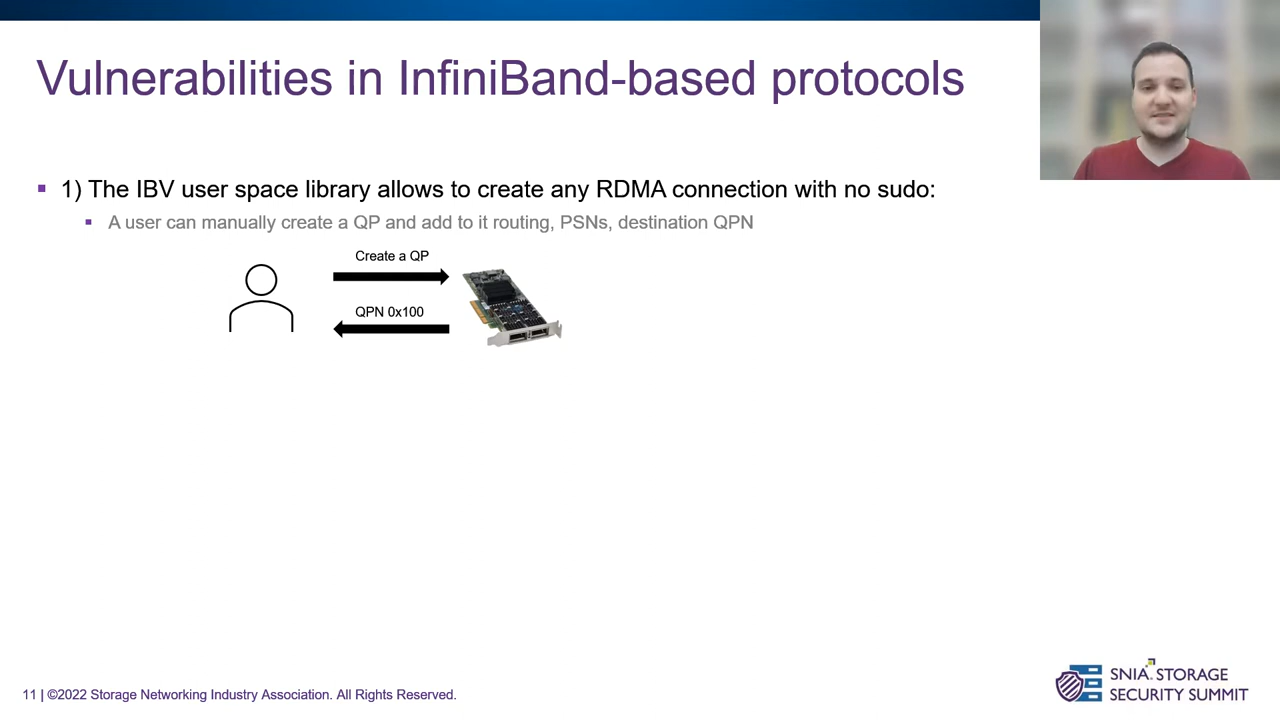 Vulnerabilities in InfiniBand-based protocols
1) The IBV user space library allows to create any RDMA connection with no sudo:
A user can manually create a QP and add to it routing, PSNs, destination QPN
Create a QP
QPN 0x100
11 | ©2022 Storage Networking Industry Association. All Rights Reserved.
SNIA. STORAGE
SECURITY SUMMIT